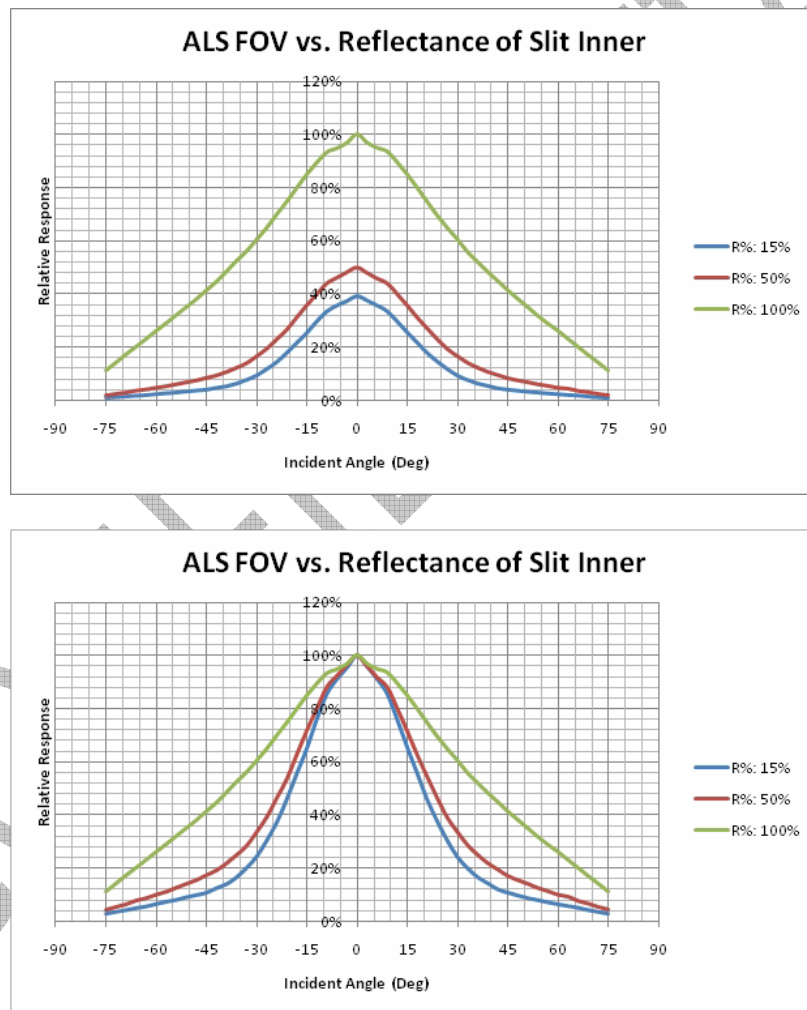 ALS FOV vs. Reflectance of Slit Inner
120%
100%
80%
60%
40%
20%
0%
Relative Response
-90 -75 -60 -45 -30 -15 0 15 30 45 60 75 90
Incident Angle (Deg)
R%: 15%
R%: 50%
R%: 100%
ALS FOV vs. Reflectance of Slit Inner
120%
100%
80%
60%
40%
20%
0%
Relative Response
-90 -75 -60 -45 -30 -15 0 15 30 45 60 75 90
Incident Angle (Deg)
R%: 15%
R%: 50%
R%: 100%